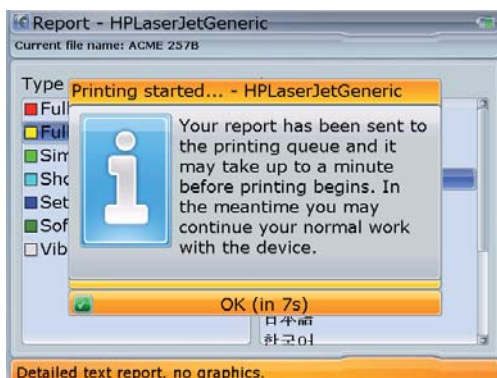 Report - HPLaserJetGeneric
Current file name: ACME 257B
Type
Printing started... - HPLaserJetGeneric
Full
Full
Sim
Sho
Set
Sof
Vib
Your report has been sent to
the printing queue and it
may take up to a minute
before printing begins. In
the meantime you may
continue your normal work
with the device.
OK (in 7s)
日本語
한국어
Detailed text report, no graphics.